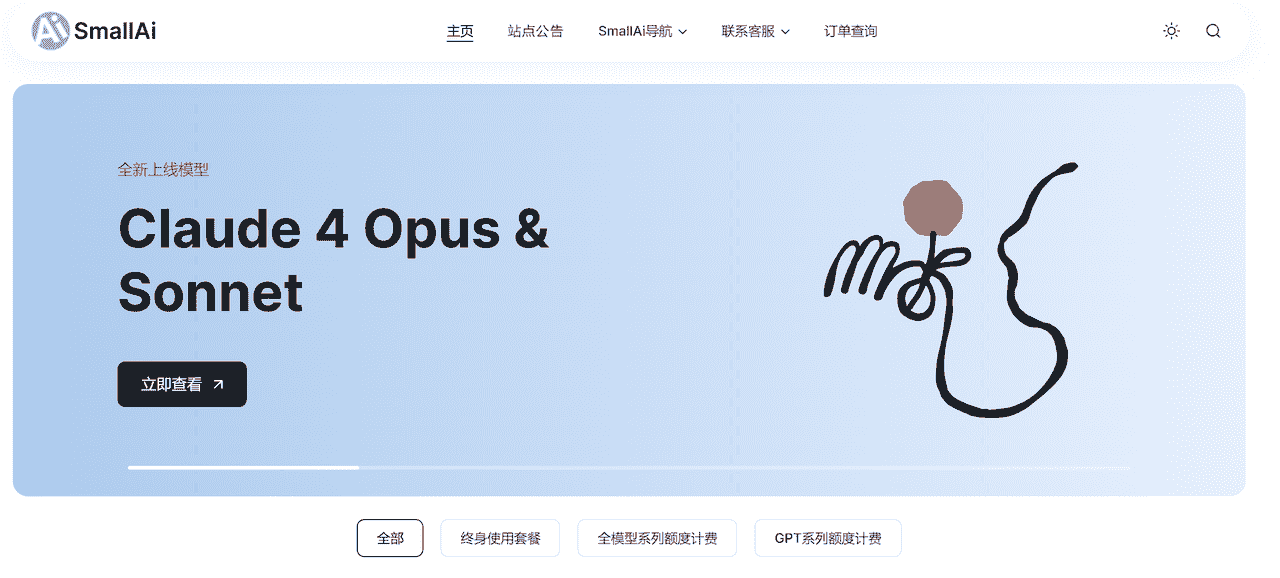 Ai SmallAi
主页 站点公告 SmallAi导航 联系客服 订单查询
全新上线模型
Claude 4 Opus &
Sonnet
立即查看
全部 终身使用套餐 全模型系列额度计费 GPT系列额度计费